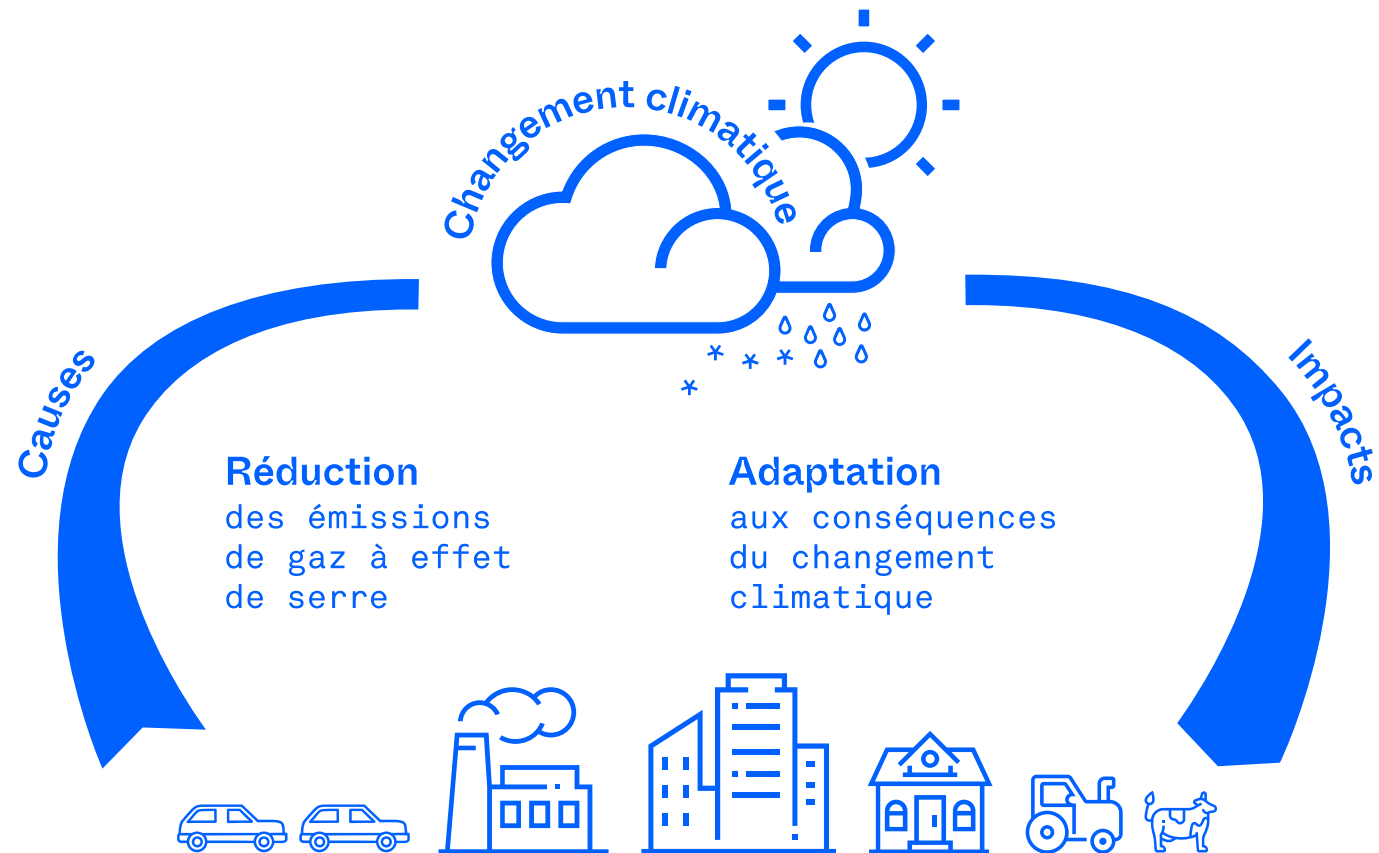 Changement climatique
Causes
Impacts
Réduction
des émissions
de gaz à effet
de serre
Adaptation
aux conséquences
du changement
climatique